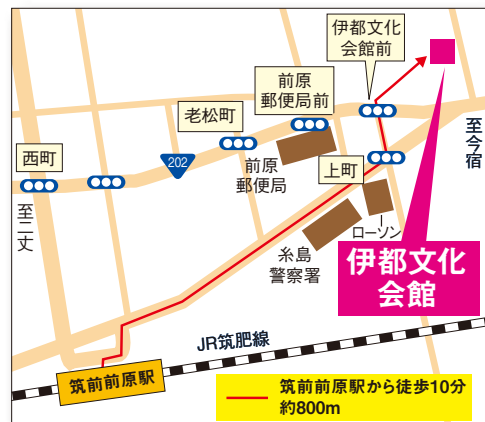 伊都文化
会館前
前原
郵便局前
老松町
西町
202
前原
郵便局
上町
至今宿
至二丈
ローソン
糸島
警察署
伊都文化
会館
JR筑肥線
筑前前原駅
筑前前原駅から徒歩10分
約800m